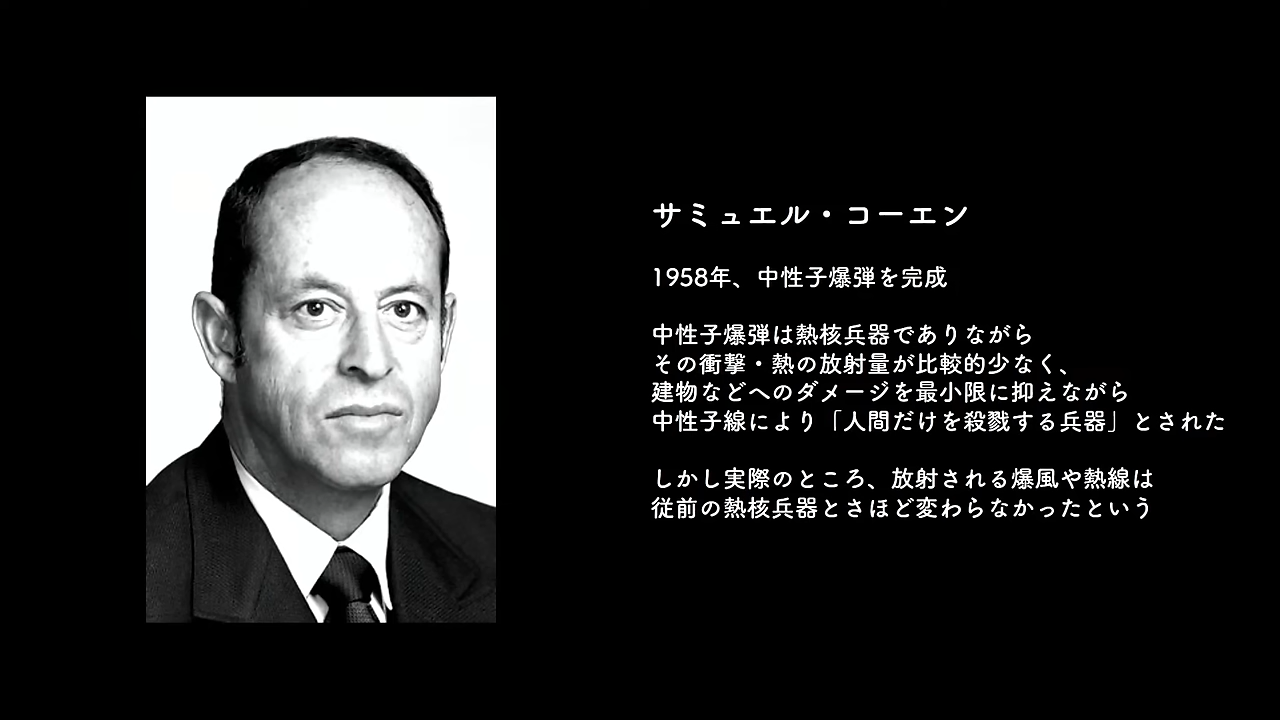 サミュエル・コーエン
1958年、中性子爆弾を完成
中性子爆弾は熱核兵器でありながら
その衝撃・熱の放射量が比較的少なく、
建物などへのダメージを最小限に抑えながら
中性子線により「人間だけを殺戮する兵器」とされた
しかし実際のところ、放射される爆風や熱線は
従前の熱核兵器とさほど変わらなかったという